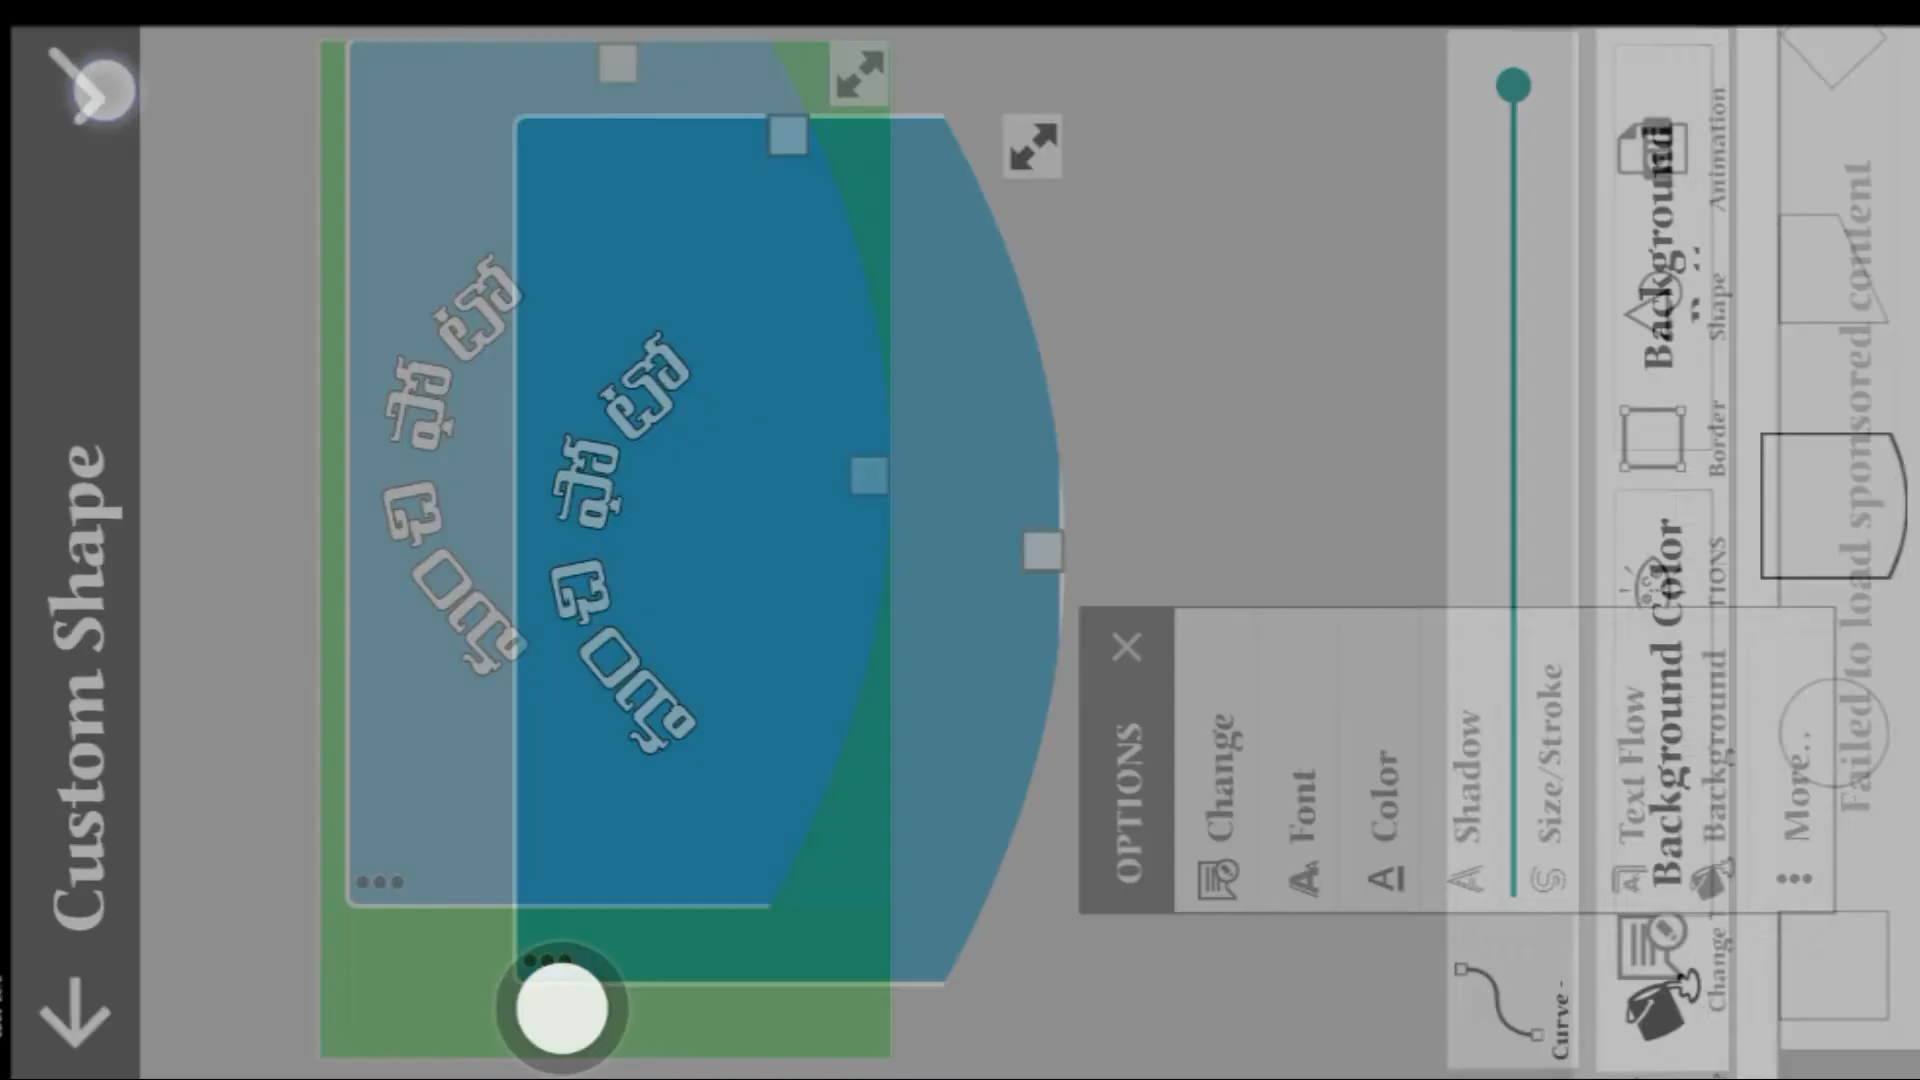 Custom Shape
OPTIONS
Change
Font
Color
Shadow
Size/Stroke
Text Flow
Background
More..
Curve -
Background
Background Color
Animation
Shape
Border
Change
Failed to load sponsored content